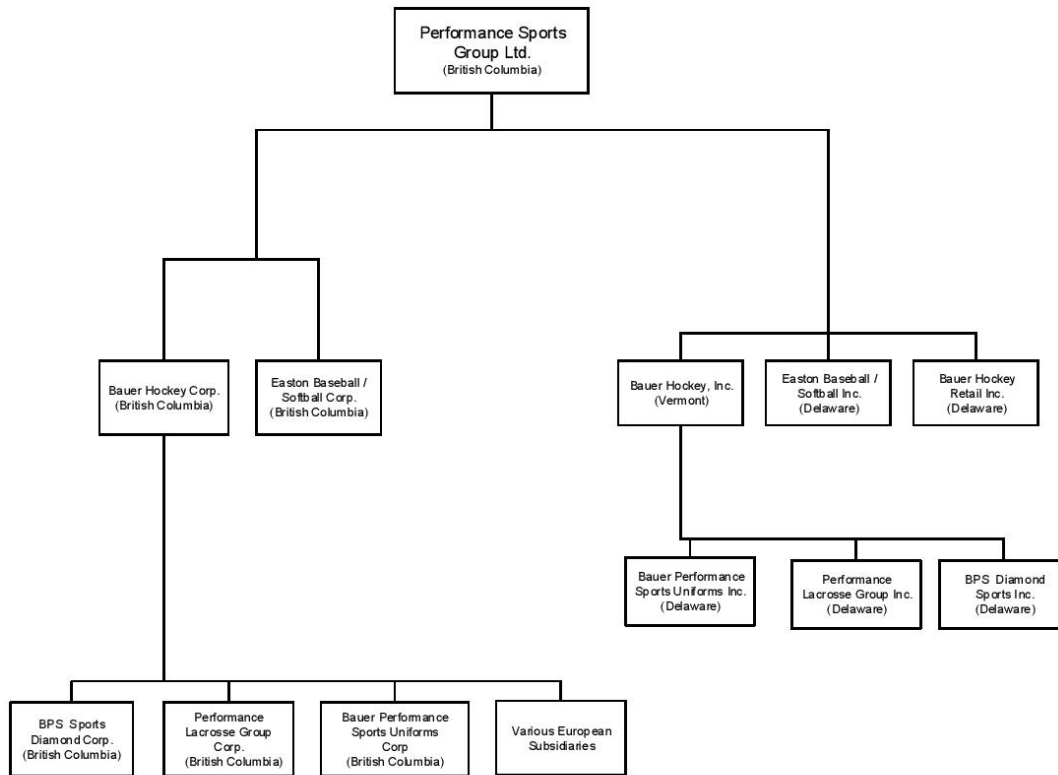 Performance Sports
Group Ltd.
(British Columbia)
Bauer Hockey Corp.
(British Columbia)
Easton Baseball /
Softball Corp.
(British Columbia)
Bauer Hockey, Inc.
(Vermont)
Easton Baseball /
Softball Inc.
(Delaware)
Bauer Hockey
Retail Inc.
(Delaware)
Bauer Performance
Sports Uniforms Inc.
(Delaware)
Performance
Lacrosse Group Inc.
(Delaware)
BPS Diamond
Sports Inc.
(Delaware)
BPS Sports
Diamond Corp.
(British Columbia)
Performance
Lacrosse Group
Corp.
(British Columbia)
Bauer Performance
Sports Uniforms
Corp
(British Columbia)
Various European
Subsidiaries